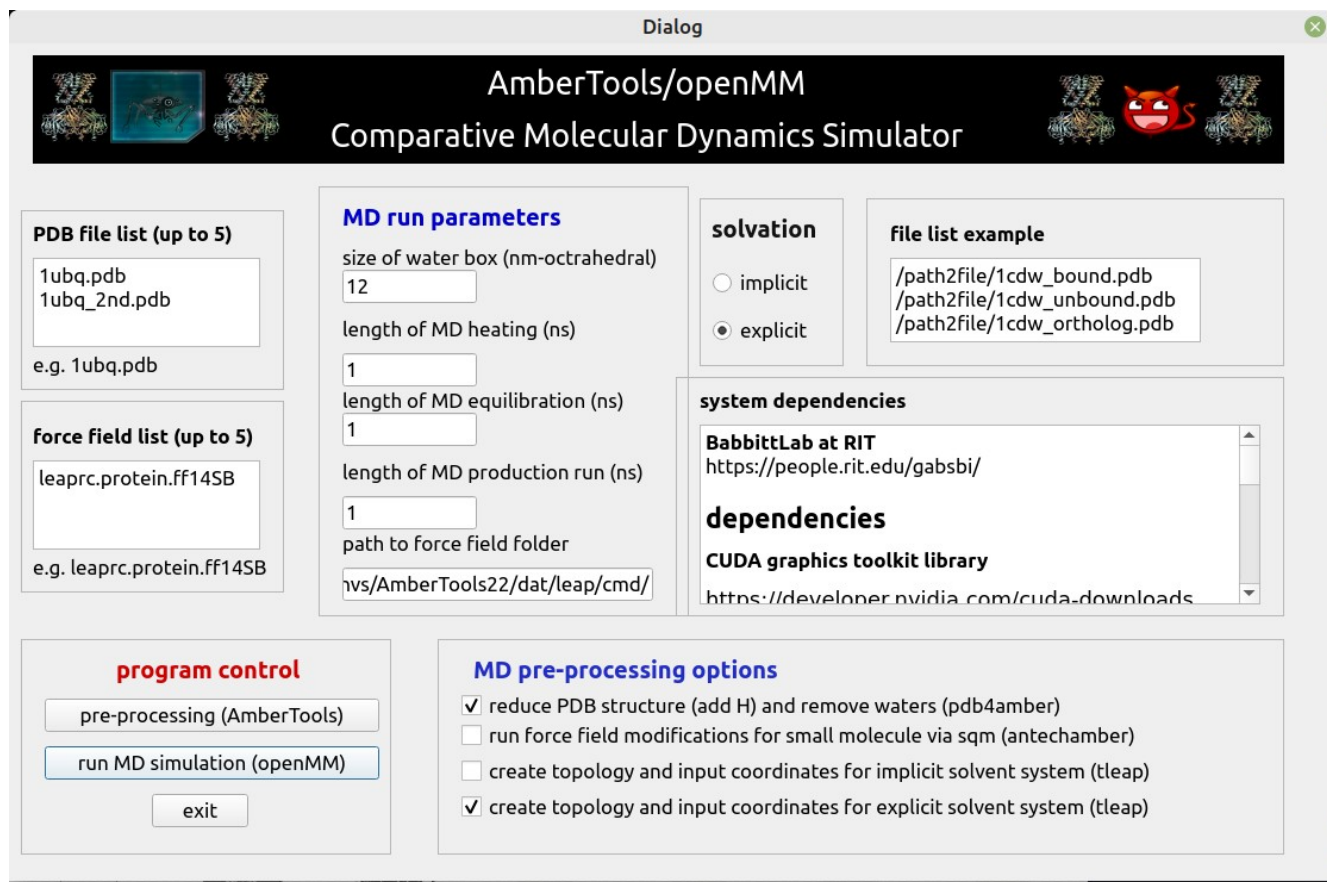 Dialog
AmberTools/openMM
Comparative Molecular Dynamics Simulator
PDB file list (up to 5)
1ubq.pdb
1ubq_2nd.pdb
e.g. 1ubq.pdb
force field list (up to 5)
leaprc.protein.ff14SB
e.g. leaprc.protein.ff14SB
MD run parameters
size of water box (nm-octrahedral)
12
length of MD heating (ns)
1
length of MD equilibration (ns)
1
length of MD production run (ns)
1
path to force field folder
nvs/AmberTools22/dat/leap/cmd/
solvation
implicit
explicit
file list example
/path2file/1cdw_bound.pdb
/path2file/1cdw_unbound.pdb
/path2file/1cdw_ortholog.pdb
system dependencies
BabbittLab at RIT
https://people.rit.edu/gabsbi/
dependencies
CUDA graphics toolkit library
https://developer.nvidia.com/cuda-downloads
program control
pre-processing (AmberTools)
run MD simulation (openMM)
exit
MD pre-processing options
reduce PDB structure (add H) and remove waters (pdb4amber)
run force field modifications for small molecule via sqm (antechamber)
create topology and input coordinates for implicit solvent system (tleap)
create topology and input coordinates for explicit solvent system (tleap)